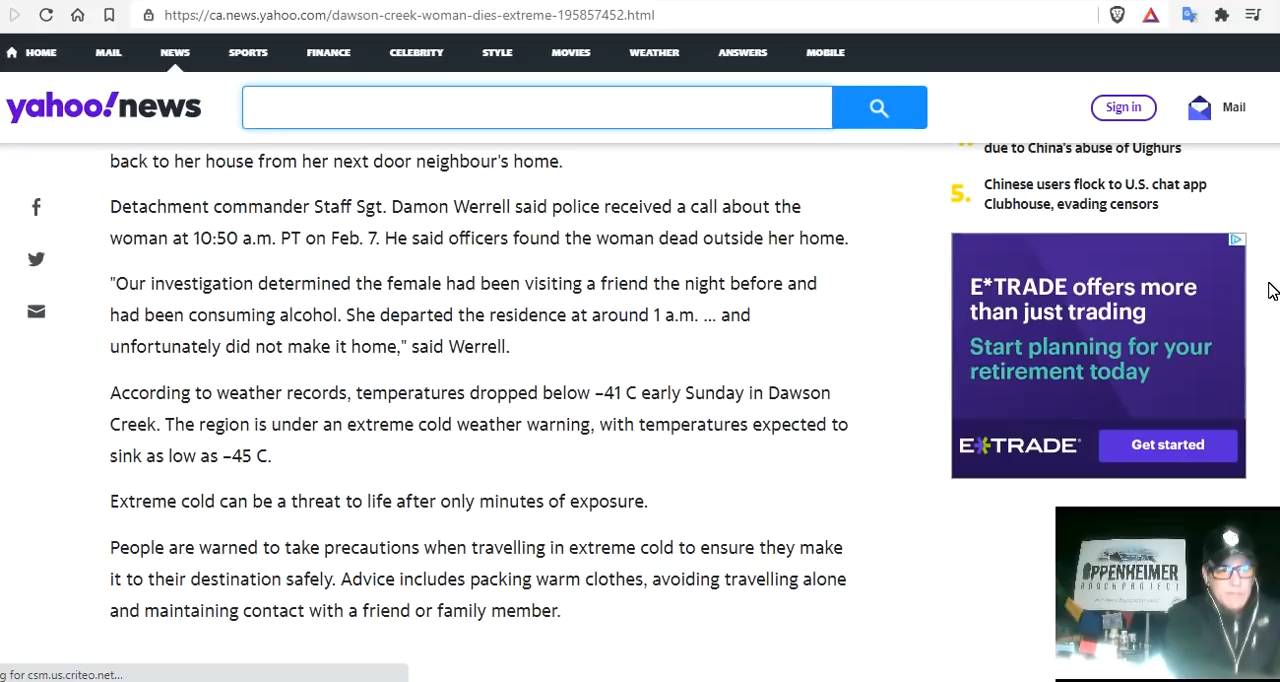 https://ca.news.yahoo.com/dawson-creek-woman-dies-extreme-195857452.html
HOME MAIL NEWS SPORTS FINANCE CELEBRITY STYLE MOVIES WEATHER ANSWERS MOBILE
yahoo!news
Sign in
Mail
back to her house from her next door neighbour's home.
Detachment commander Staff Sgt. Damon Werrell said police received a call about the
woman at 10:50 a.m. PT on Feb. 7. He said officers found the woman dead outside her home.
"Our investigation determined the female had been visiting a friend the night before and
had been consuming alcohol. She departed the residence at around 1 a.m. ... and
unfortunately did not make it home," said Werrell.
According to weather records, temperatures dropped below –41 C early Sunday in Dawson
Creek. The region is under an extreme cold weather warning, with temperatures expected to
sink as low as –45 C.
Extreme cold can be a threat to life after only minutes of exposure.
People are warned to take precautions when travelling in extreme cold to ensure they make
it to their destination safely. Advice includes packing warm clothes, avoiding travelling alone
and maintaining contact with a friend or family member.
due to China's abuse of Uighurs
5. Chinese users flock to U.S. chat app
Clubhouse, evading censors
E*TRADE offers more
than just trading
Start planning for your
retirement today
E*TRADE
Get started
OPPENHEIMER
RANCH PROJECT
g for csm.us.criteo.net...